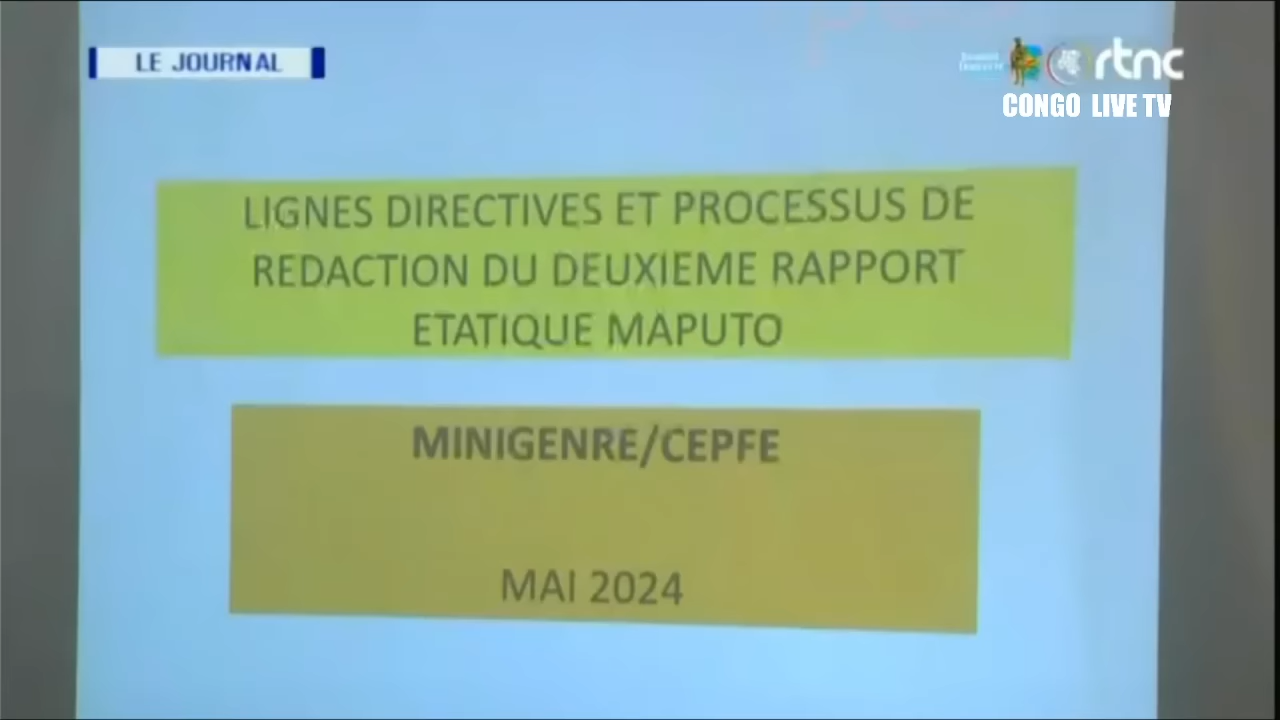 LE JOURNAL
rtnc
CONGO LIVE TV
LIGNES DIRECTIVES ET PROCESSUS DE
REDACTION DU DEUXIEME RAPPORT
ETATIQUE MAPUTO
MINIGENRE/CEPFE
MAI 2024